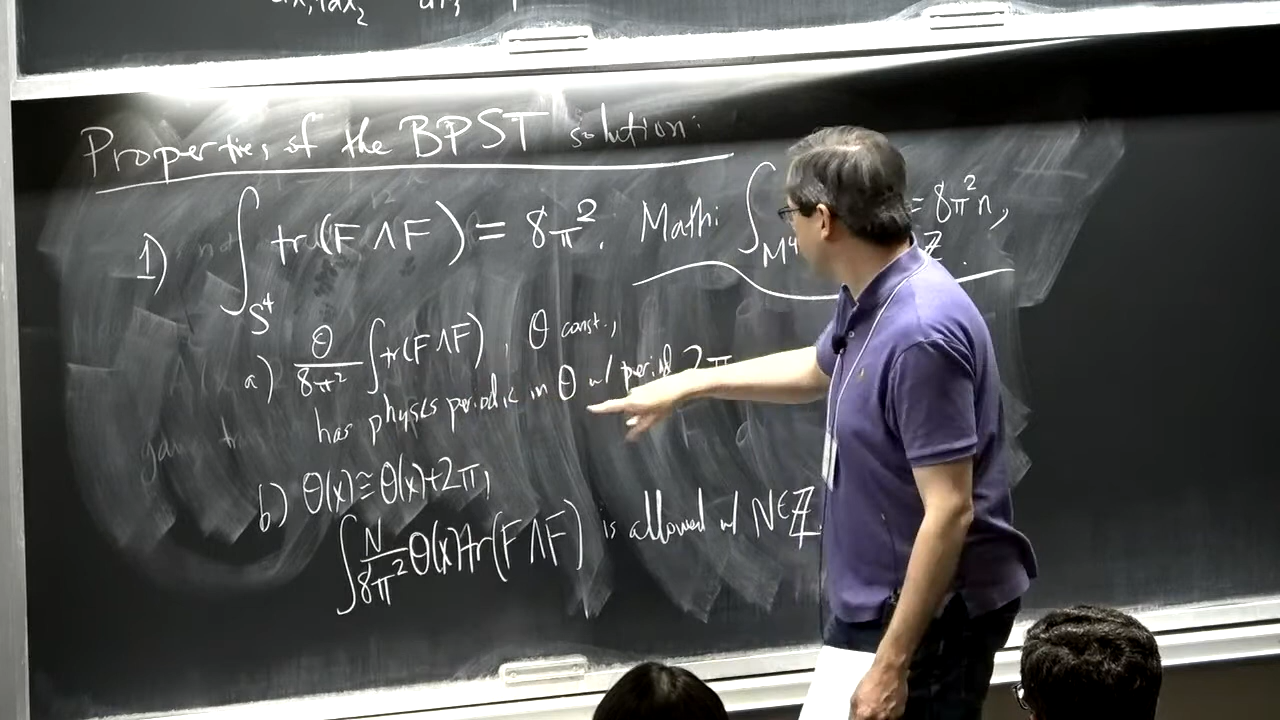 Properties of the BPST solution:
1) ∫_{S⁴} tr(F∧F) = 8π². Math: ∫_{M⁴} = 8π²n,
ℤ.
a) θ/8π² ∫tr(F∧F), θ const.,
has physics periodic in θ w/ period 2π
b) θ(x)≅θ(x)+2π,
∫ N/8π² θ(x)tr(F∧F) is allowed w/ N∈ℤ.